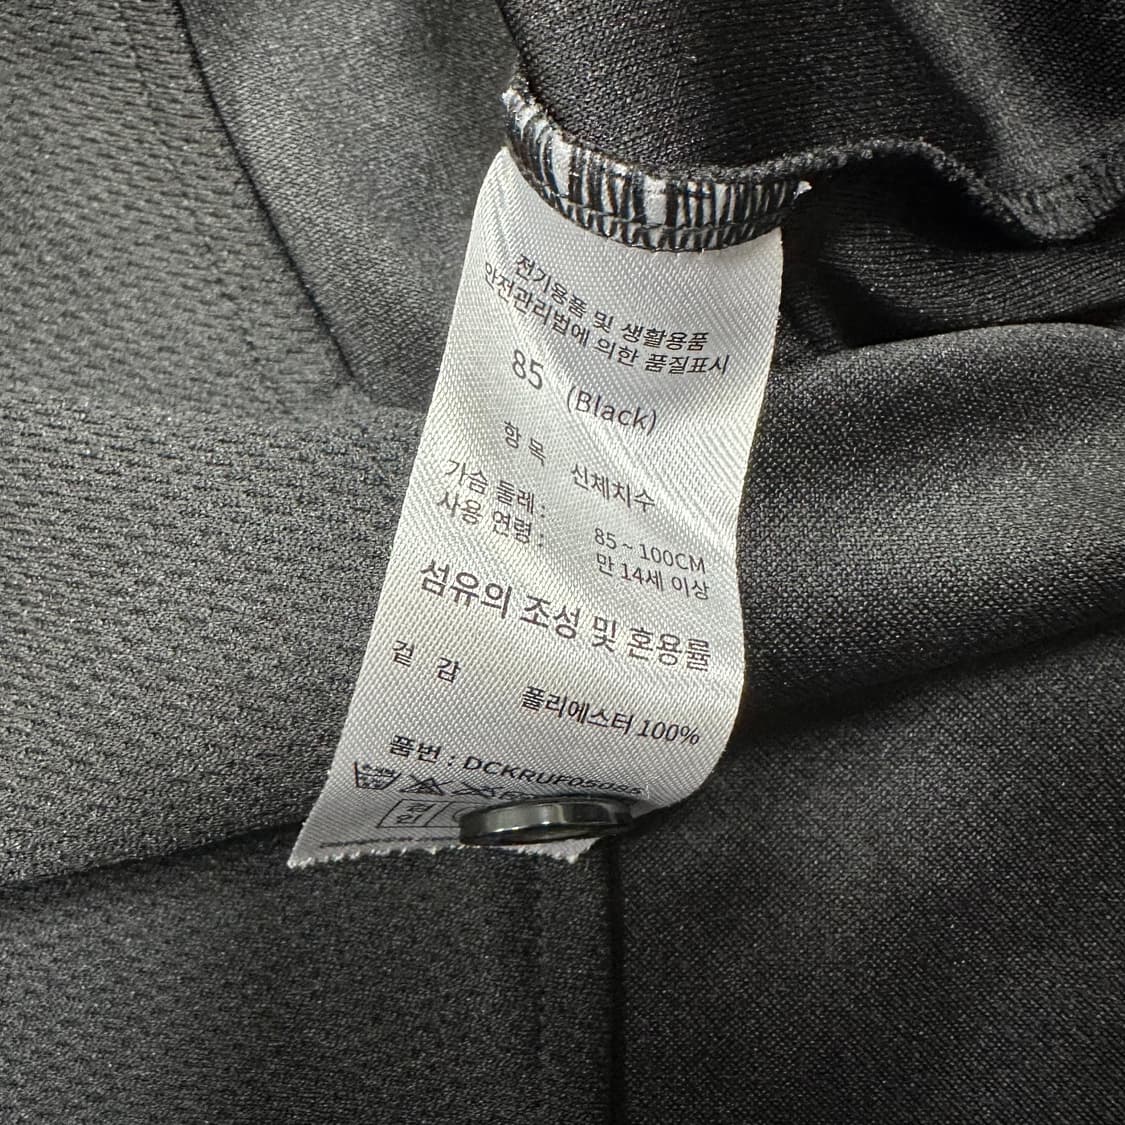 전기용품 및 생활용품
안전관리법에 의한 품질표시
85 (Black)
항 목 신체치수
가슴 둘레 : 85 ~ 100CM
사용 연령 : 만 14세 이상
섬유의 조성 및 혼용률
겉 감 폴리에스터 100%
품번 : DCKRUF05085